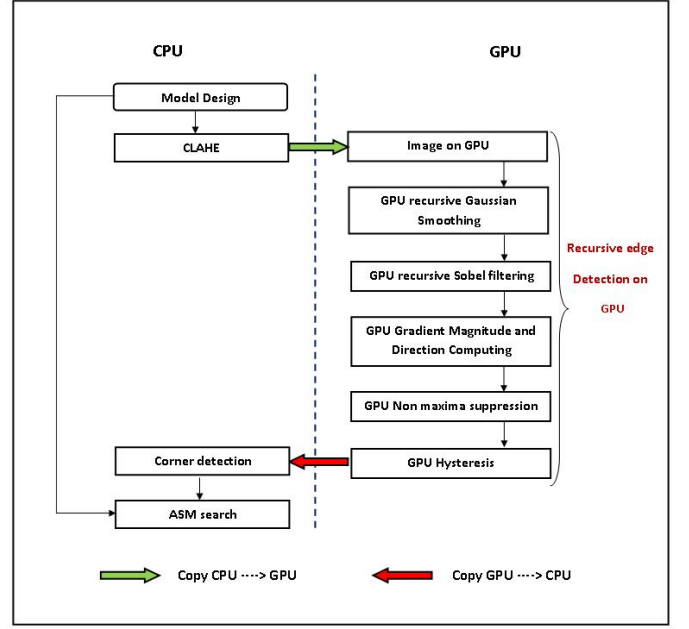 CPU
GPU
Model Design
CLAHE
Image on GPU
GPU recursive Gaussian
Smoothing
GPU recursive Sobel filtering
GPU Gradient Magnitude and
Direction Computing
GPU Non maxima suppression
GPU Hysteresis
Recursive edge
Detection on
GPU
Corner detection
ASM search
Copy CPU ----> GPU
Copy GPU ----> CPU